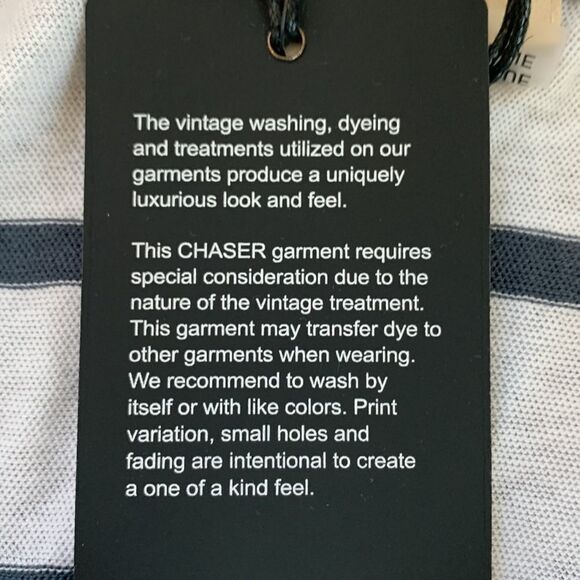 The vintage washing, dyeing
and treatments utilized on our
garments produce a uniquely
luxurious look and feel.
This CHASER garment requires
special consideration due to the
nature of the vintage treatment.
This garment may transfer dye to
other garments when wearing.
We recommend to wash by
itself or with like colors. Print
variation, small holes and
fading are intentional to create
a one of a kind feel.